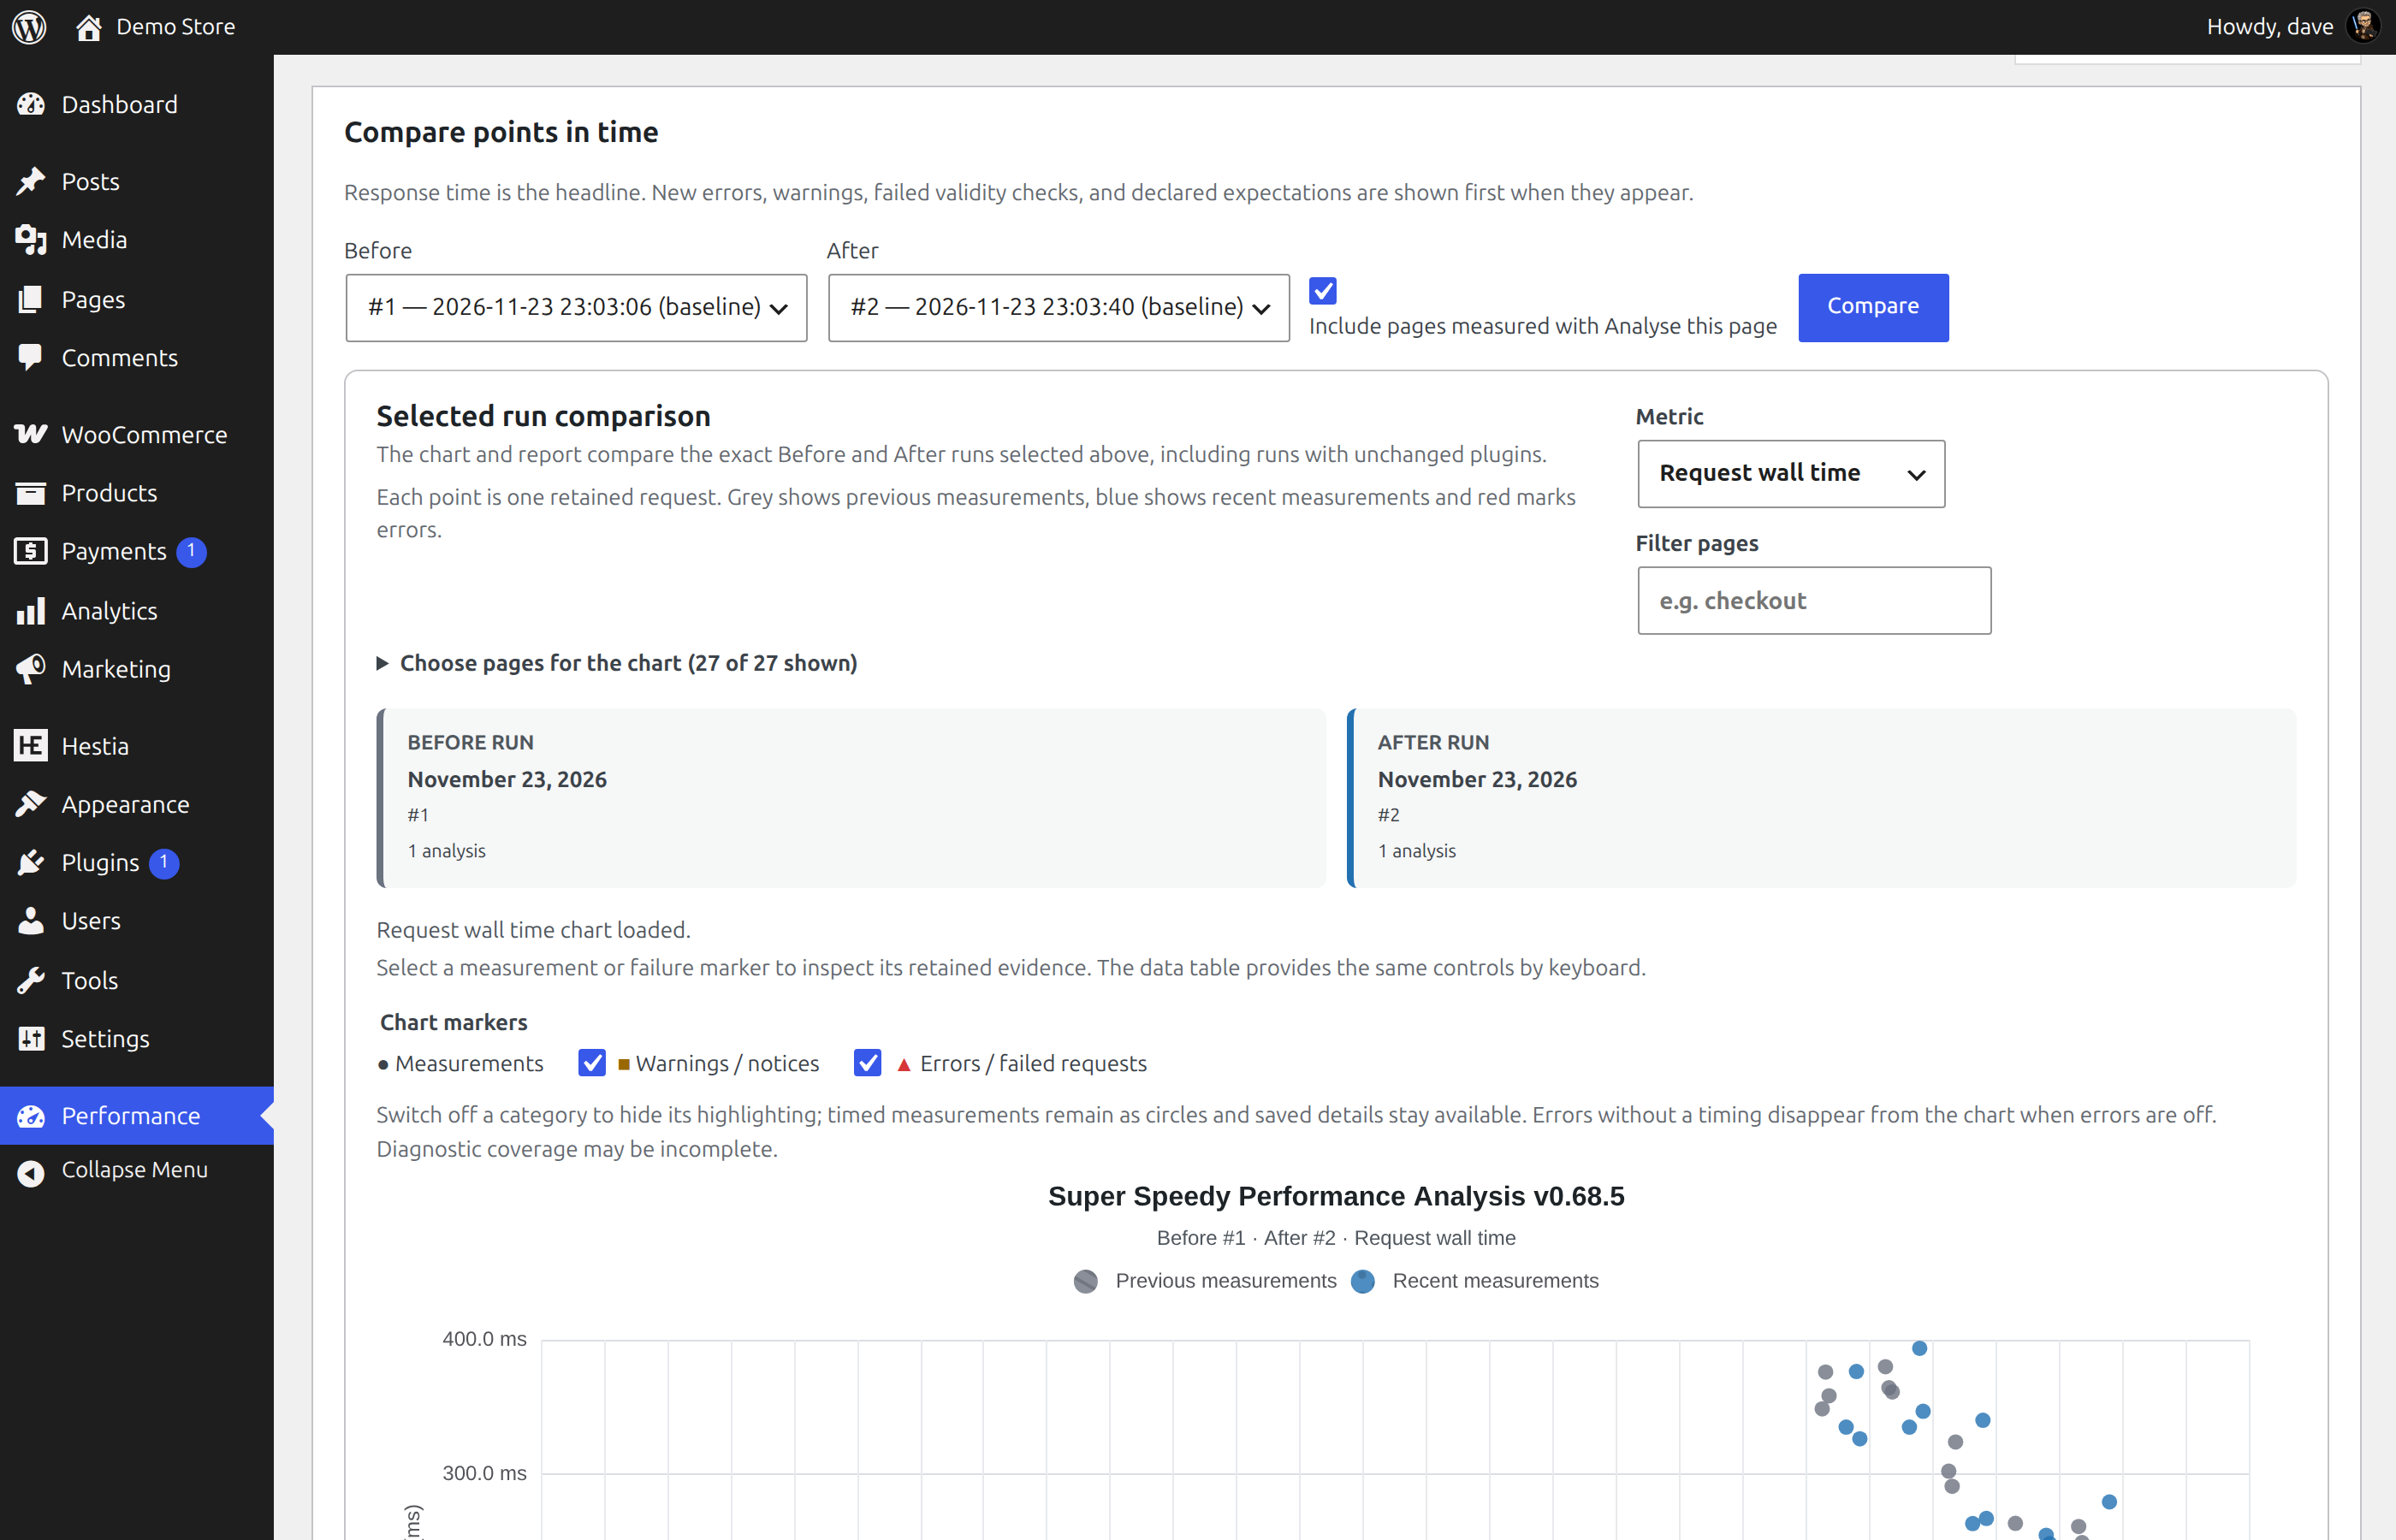 Demo Store
Howdy, dave
Dashboard
Posts
Media
Pages
Comments
WooCommerce
Products
Payments 1
Analytics
Marketing
Hestia
Appearance
Plugins 1
Users
Tools
Settings
Performance
Collapse Menu
Compare points in time
Response time is the headline. New errors, warnings, failed validity checks, and declared expectations are shown first when they appear.
Before
After
#1 — 2026-11-23 23:03:06 (baseline)
#2 — 2026-11-23 23:03:40 (baseline)
Include pages measured with Analyse this page
Compare
Selected run comparison
The chart and report compare the exact Before and After runs selected above, including runs with unchanged plugins.
Each point is one retained request. Grey shows previous measurements, blue shows recent measurements and red marks
errors.
Metric
Request wall time
Filter pages
e.g. checkout
Choose pages for the chart (27 of 27 shown)
BEFORE RUN
November 23, 2026
#1
1 analysis
AFTER RUN
November 23, 2026
#2
1 analysis
Request wall time chart loaded.
Select a measurement or failure marker to inspect its retained evidence. The data table provides the same controls by keyboard.
Chart markers
Measurements
Warnings / notices
Errors / failed requests
Switch off a category to hide its highlighting; timed measurements remain as circles and saved details stay available. Errors without a timing disappear from the chart when errors are off.
Diagnostic coverage may be incomplete.
Super Speedy Performance Analysis v0.68.5
Before #1 · After #2 · Request wall time
Previous measurements
Recent measurements
400.0 ms
300.0 ms
ms)